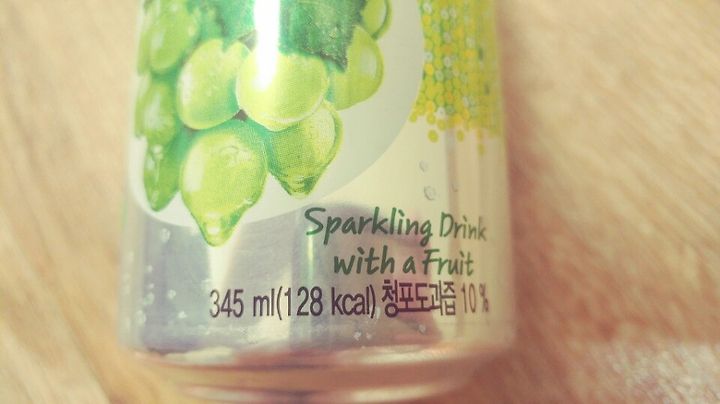 Sparkling Drink
with a Fruit
345 ml(128 kcal) 청포도과즙 10%